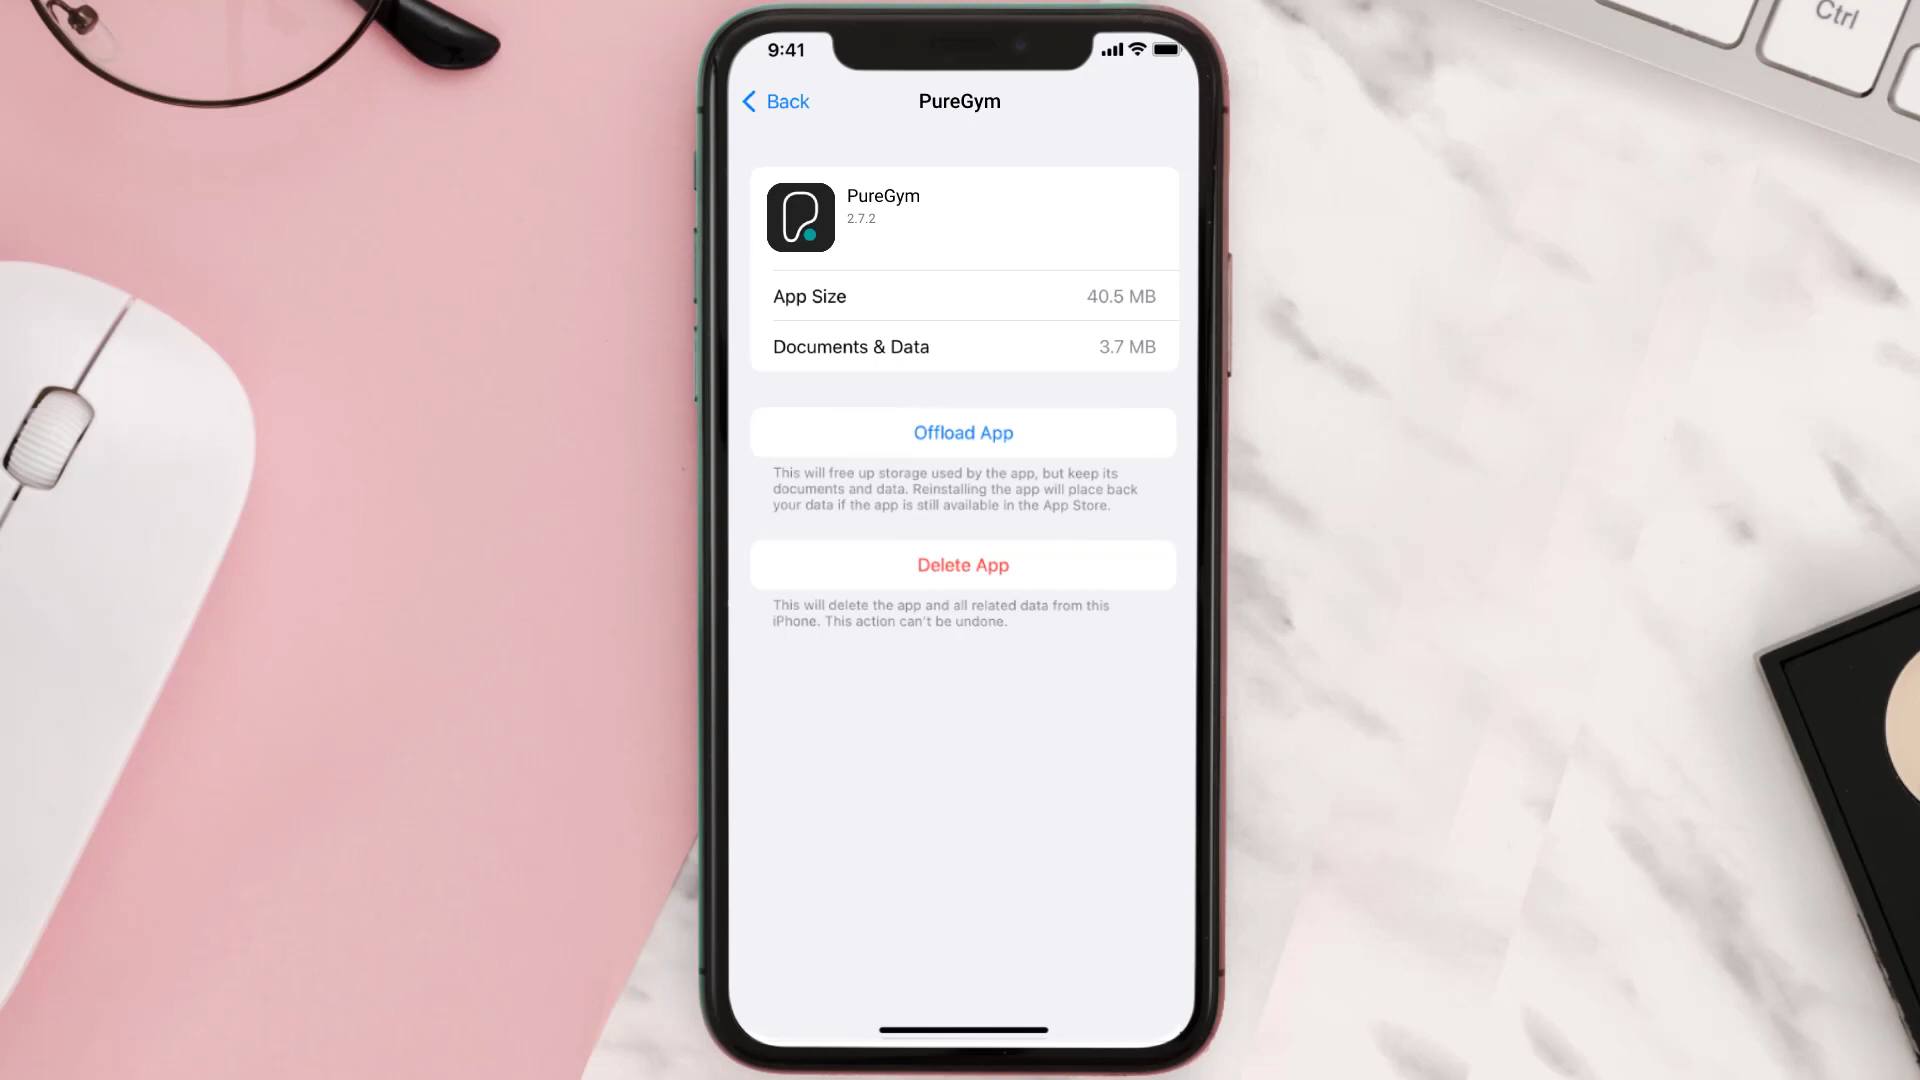 Ctrl
9:41
Back
PureGym
PureGym
2.7.2
App Size 40.5 MB
Documents & Data 3.7 MB
Offload App
This will free up storage used by the app, but keep its
documents and data. Reinstalling the app will place back
your data if the app is still available in the App Store.
Delete App
This will delete the app and all related data from this
iPhone. This action can't be undone.